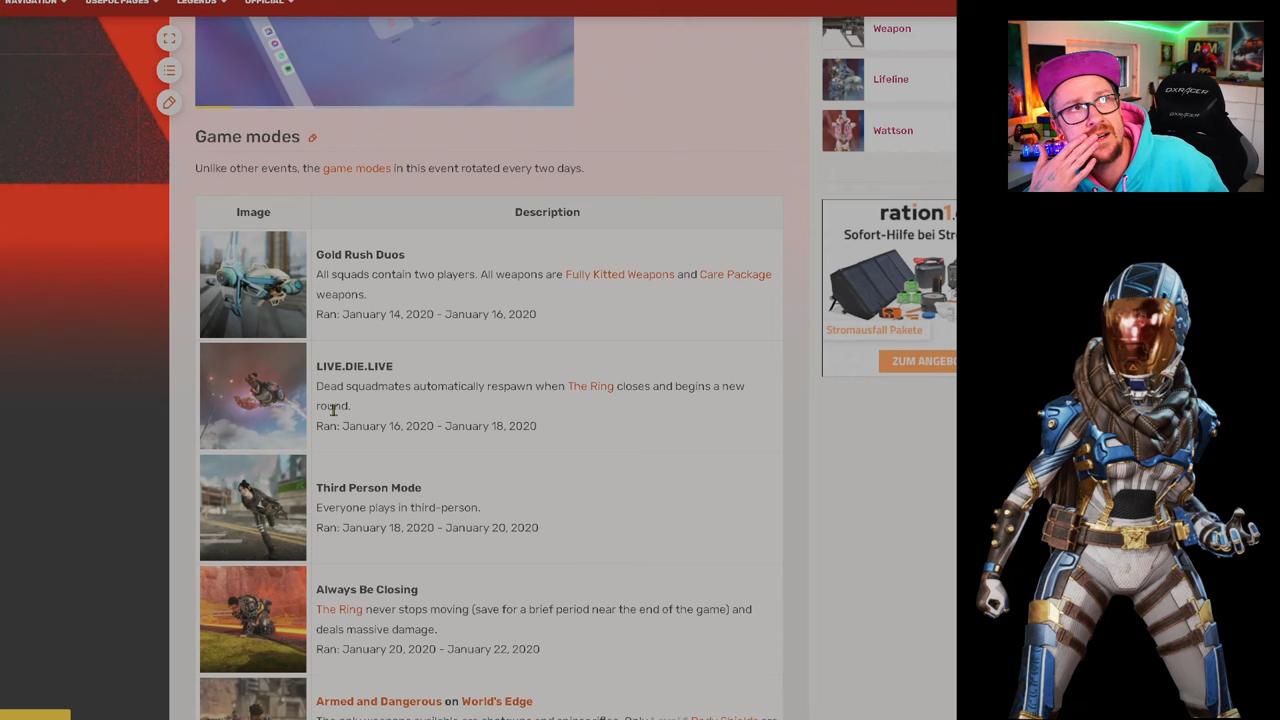 NAVIGATION
USEFUL PAGES
LEGENDS
OFFICIAL
Game modes
Unlike other events, the game modes in this event rotated every two days.
Image
Description
Gold Rush Duos
All squads contain two players. All weapons are Fully Kitted Weapons and Care Package
weapons.
Ran: January 14, 2020 - January 16, 2020
LIVE.DIE.LIVE
Dead squadmates automatically respawn when The Ring closes and begins a new
round.
Ran: January 16, 2020 - January 18, 2020
Third Person Mode
Everyone plays in third-person.
Ran: January 18, 2020 - January 20, 2020
Always Be Closing
The Ring never stops moving (save for a brief period near the end of the game) and
deals massive damage.
Ran: January 20, 2020 - January 22, 2020
Armed and Dangerous on World's Edge
Weapon
Lifeline
Wattson
ration1.
Sofort-Hilfe bei Str
Stromausfall Pakete
ZUM ANGEB
DXRACER